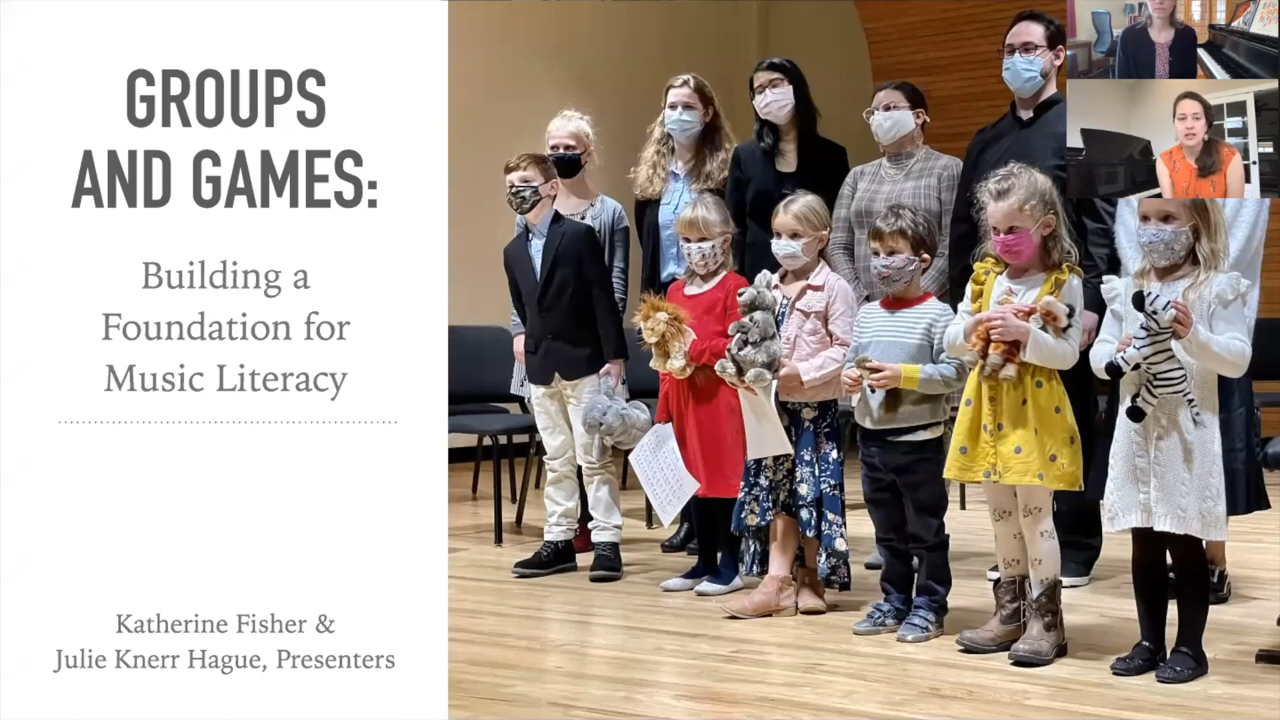 GROUPS
AND GAMES:
Building a
Foundation for
Music Literacy
Katherine Fisher &
Julie Knerr Hague, Presenters